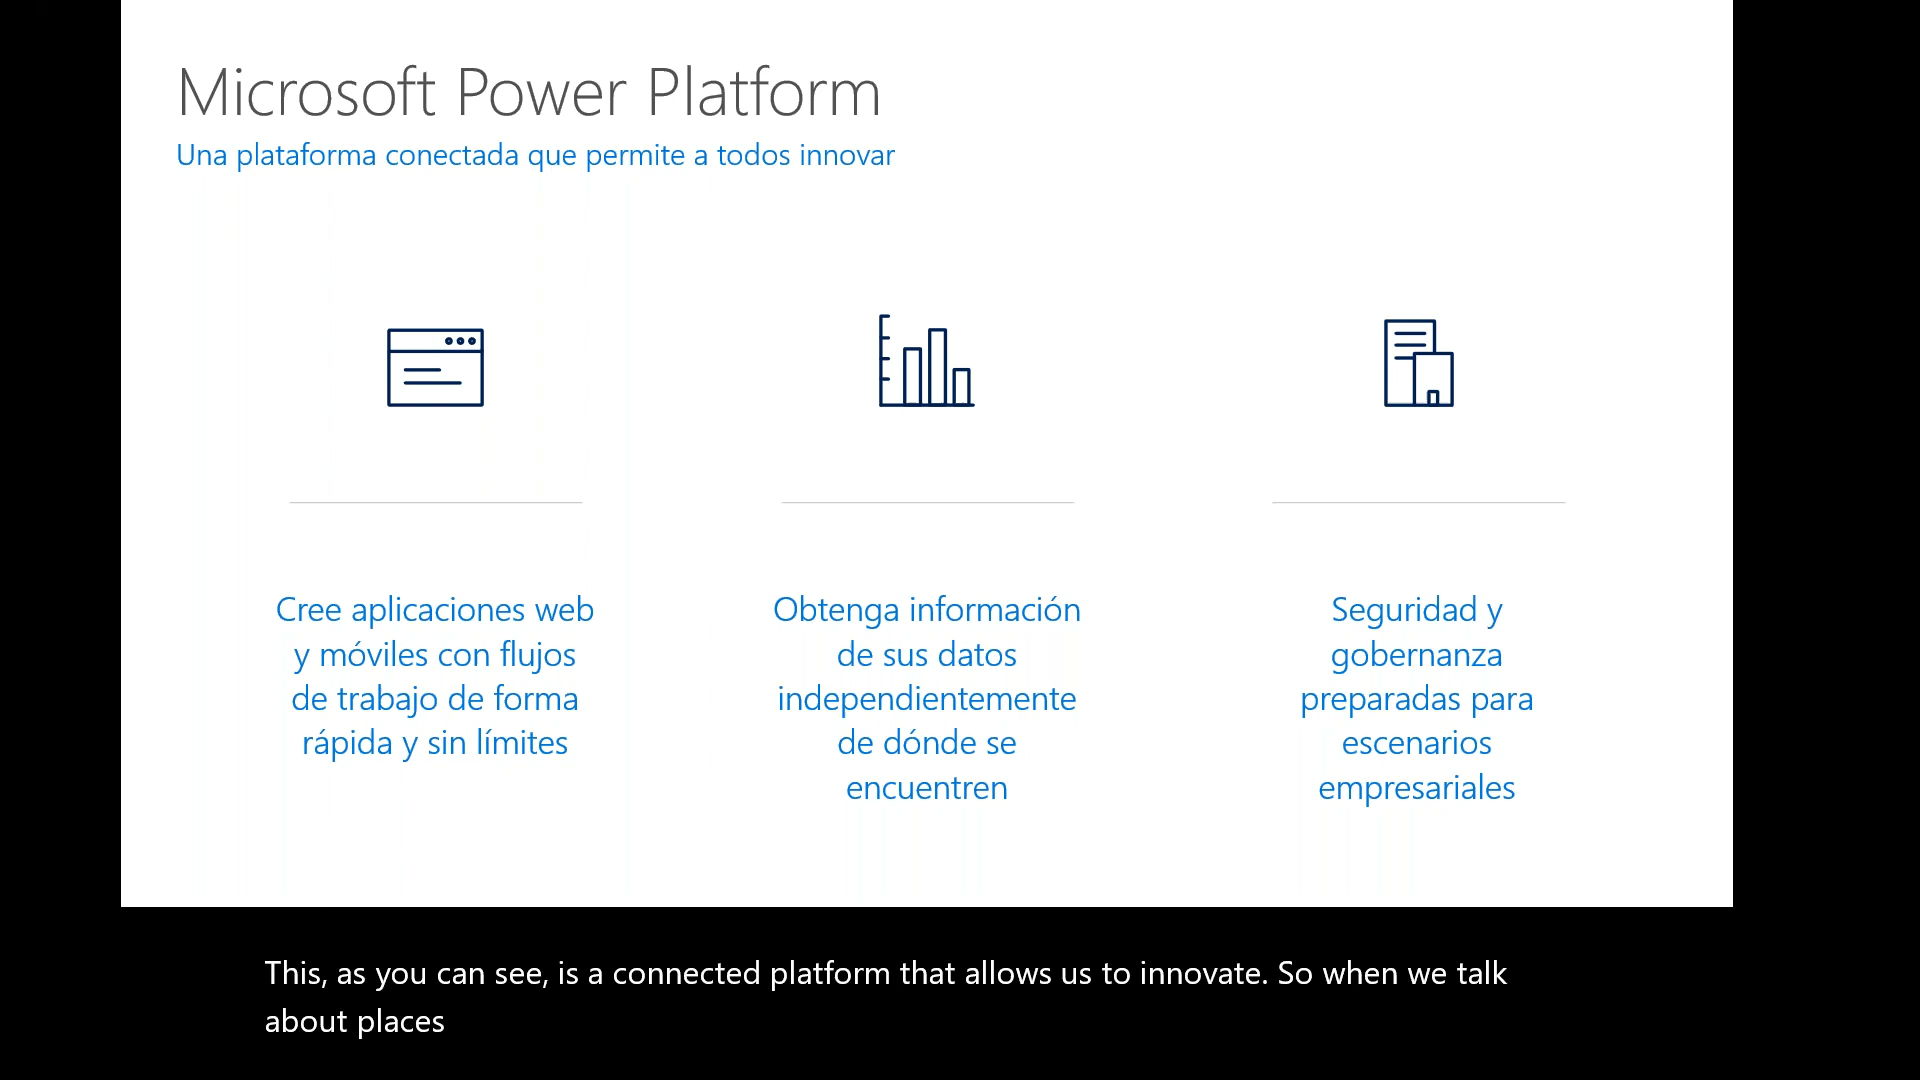 Microsoft Power Platform
Una plataforma conectada que permite a todos innovar
Cree aplicaciones web
y móviles con flujos
de trabajo de forma
rápida y sin límites
Obtenga información
de sus datos
independientemente
de dónde se
encuentren
Seguridad y
gobernanza
preparadas para
escenarios
empresariales
This, as you can see, is a connected platform that allows us to innovate. So when we talk
about places